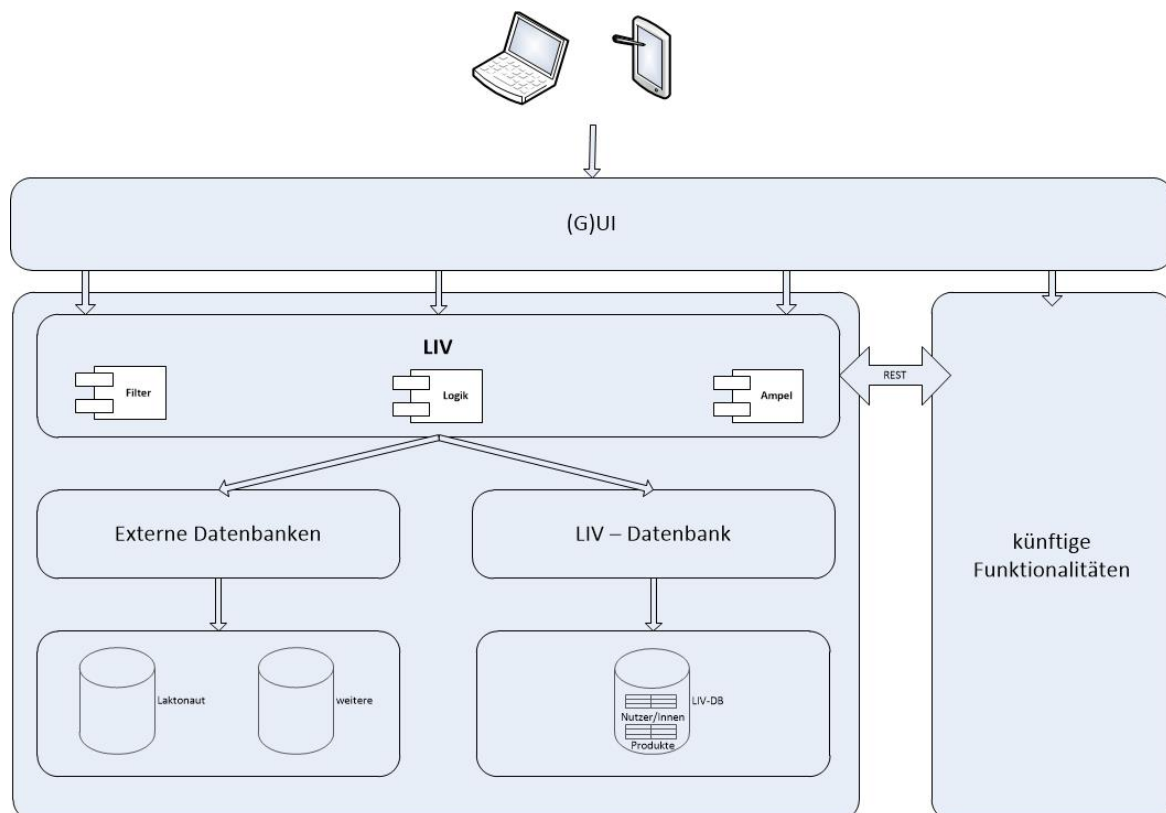 (G)UI
LIV
Filter
Logik
Ampel
REST
Externe Datenbanken
LIV – Datenbank
künftige
Funktionalitäten
Laktonaut
weitere
LIV-DB
Nutzer/Innen
Produkte